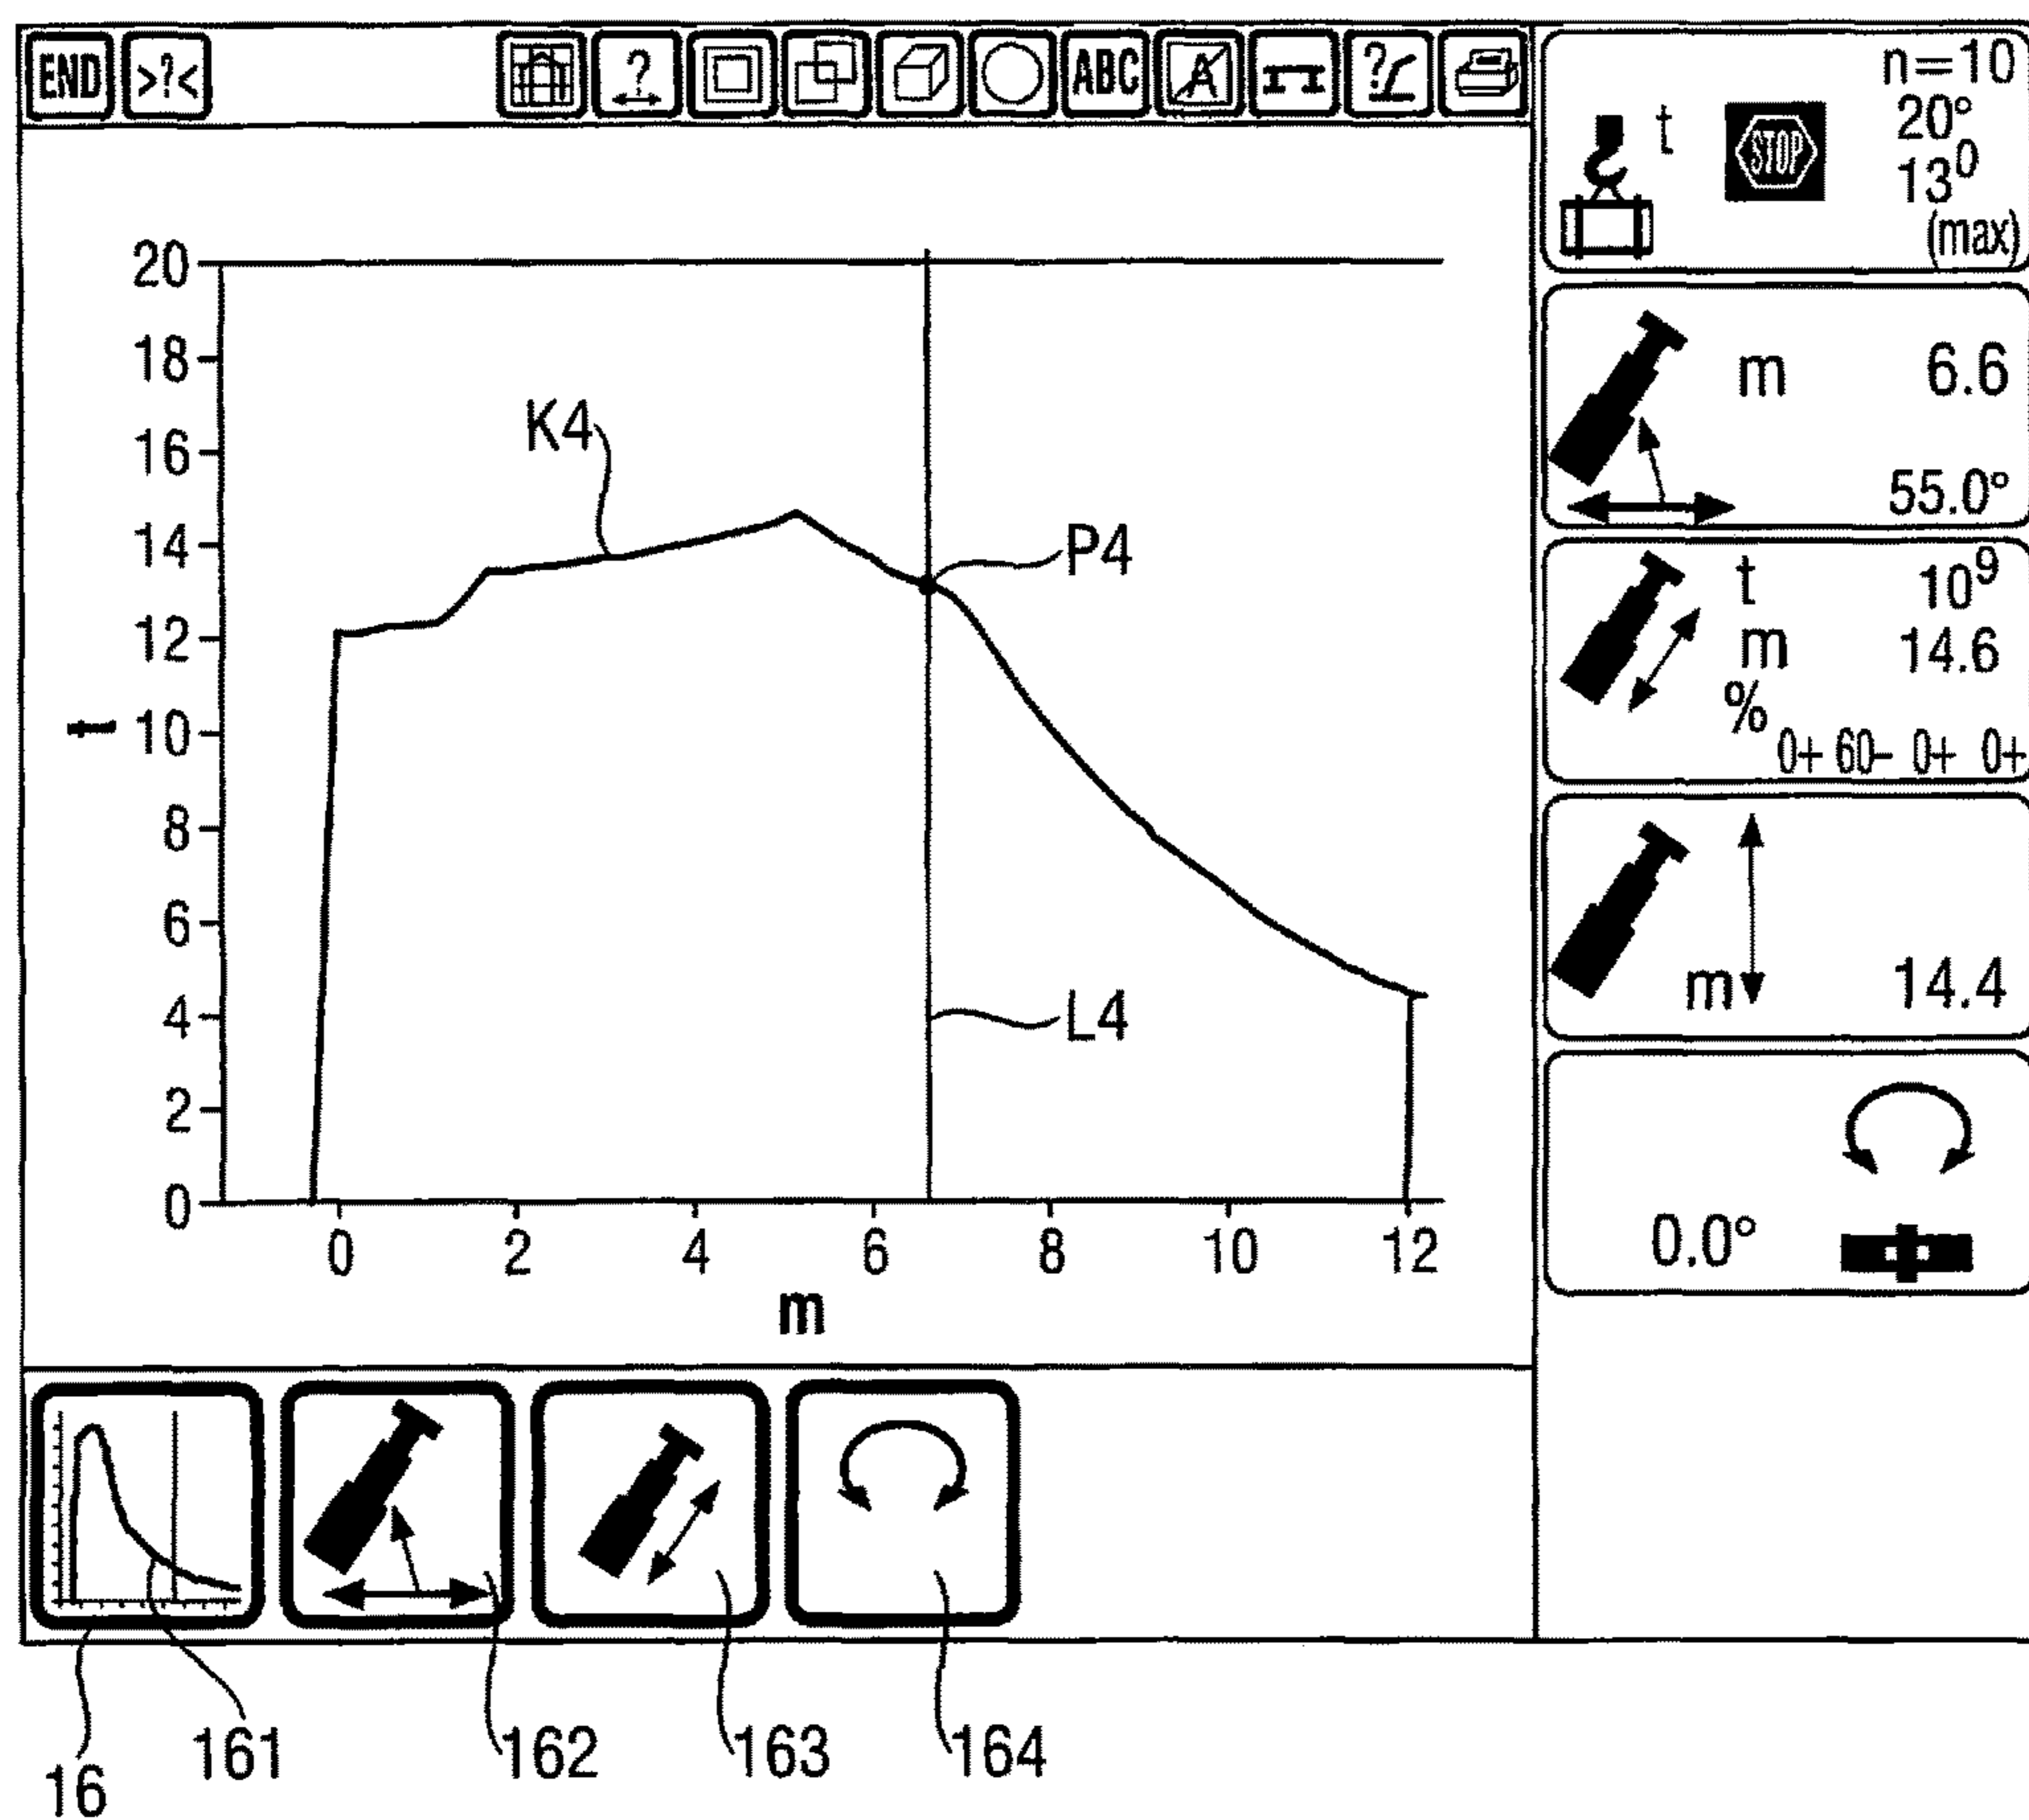 END >?< ? ABC A ? 
n=10
20°
t STOP 13⁰
(max)
20
18
16
14
12
t 10
8
6
4
2
0
K4
P4
L4
0 2 4 6 8 10 12
m
m 6.6
55.0°
t 10⁹
m 14.6
%
0+ 60- 0+ 0+
m 14.4
0.0°
161 162 163 164
16